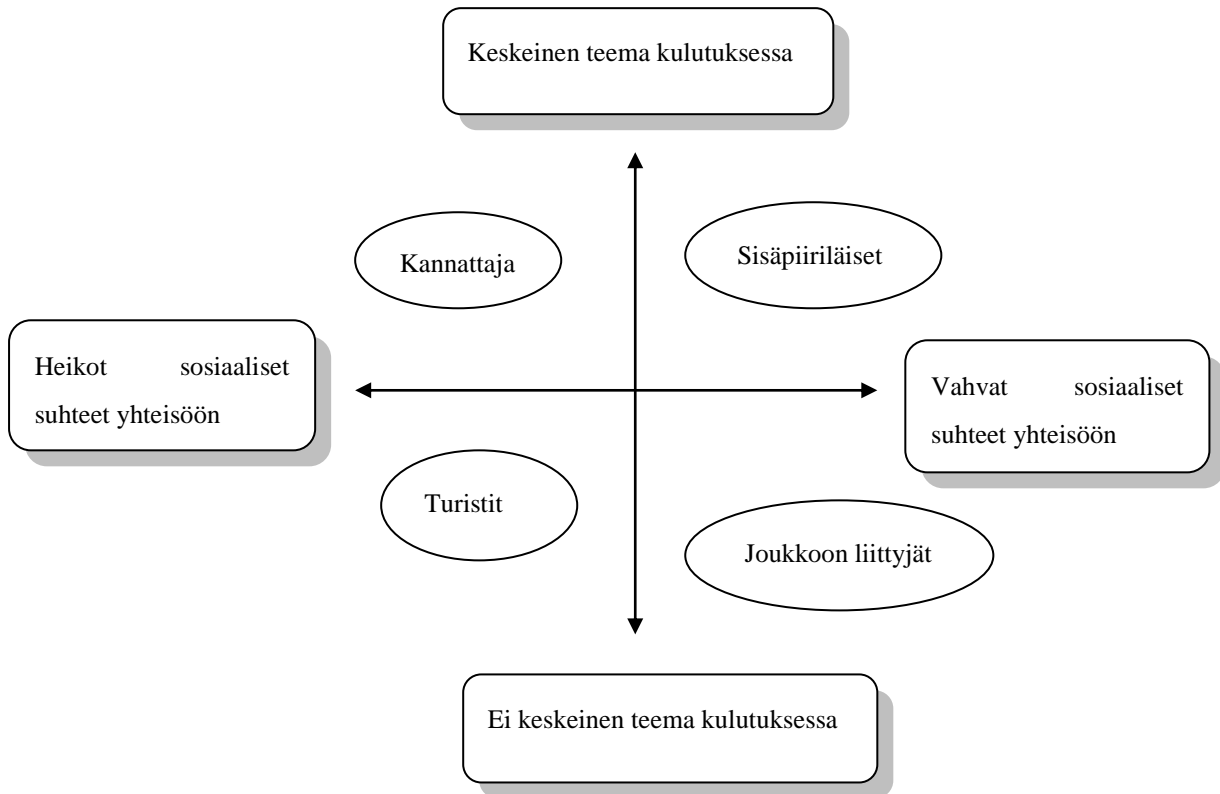 Keskeinen teema kulutuksessa
Kannattaja
Sisäpiiriläiset
Heikot sosiaaliset
suhteet yhteisöön
Vahvat sosiaaliset
suhteet yhteisöön
Turistit
Joukkoon liittyjät
Ei keskeinen teema kulutuksessa